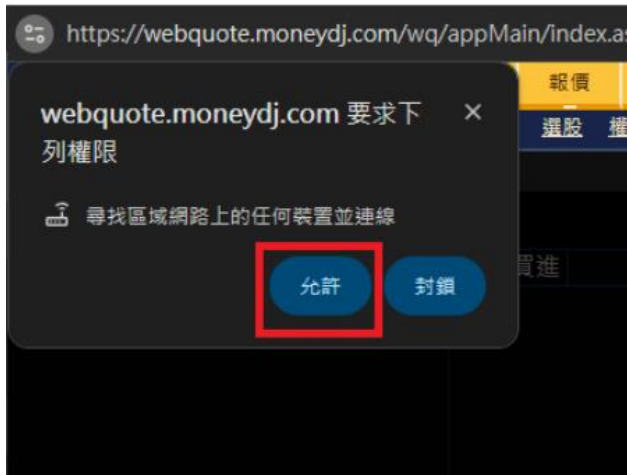 https://webquote.moneydj.com/wq/appMain/index.as
報價
選股
webquote.moneydj.com 要求下
列權限
尋找區域網路上的任何裝置並連線
買進
允許 封鎖